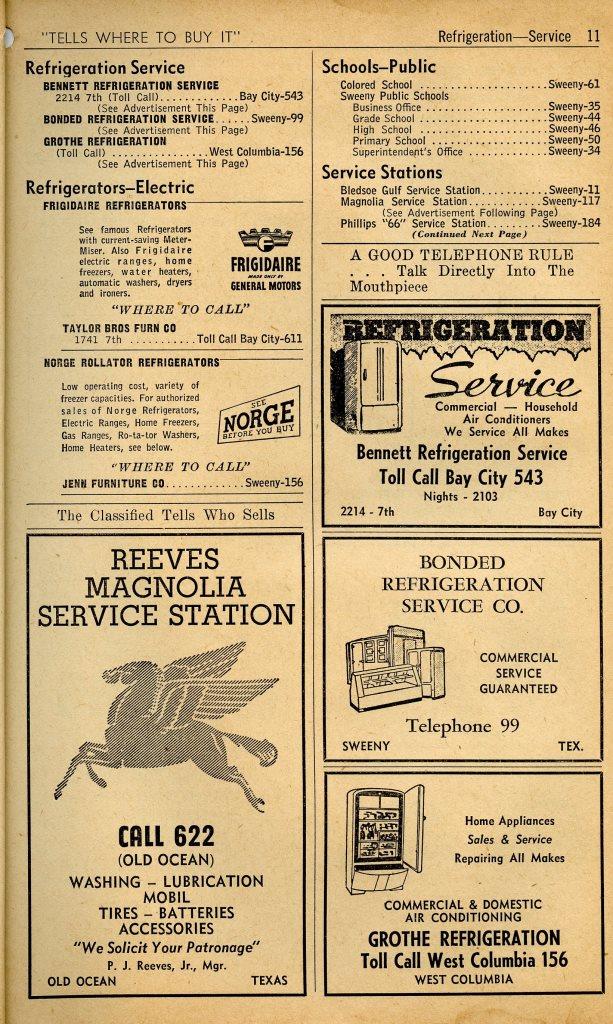 "TELLS WHERE TO BUY IT"
Refrigeration—Service 11
Refrigeration Service
BENNETT REFRIGERATION SERVICE
2214 7th (Toll Call)............Bay City-543
(See Advertisement This Page)
BONDED REFRIGERATION SERVICE......Sweeny-99
(See Advertisement This Page)
GROTHE REFRIGERATION
(Toll Call) ...............West Columbia-156
(See Advertisement This Page)
Refrigerators—Electric
FRIGIDAIRE REFRIGERATORS
See famous Refrigerators
with current-saving Meter-
Miser. Also Frigidaire
electric ranges, home
freezers, water heaters,
automatic washers, dryers
and ironers.
F
FRIGIDAIRE
MADE ONLY BY
GENERAL MOTORS
"WHERE TO CALL"
TAYLOR BROS FURN CO
1741 7th ...........Toll Call Bay City-611
NORGE ROLLATOR REFRIGERATORS
Low operating cost, variety of
freezer capacities. For authorized
sales of Norge Refrigerators,
Electric Ranges, Home Freezers,
Gas Ranges, Ro-ta-tor Washers,
Home Heaters, see below.
SEE
NORGE
BEFORE YOU BUY
"WHERE TO CALL"
JENN FURNITURE CO.............Sweeny-156
The Classified Tells Who Sells
REEVES
MAGNOLIA
SERVICE STATION
CALL 622
(OLD OCEAN)
WASHING – LUBRICATION
MOBIL
TIRES – BATTERIES
ACCESSORIES
"We Solicit Your Patronage"
P. J. Reeves, Jr., Mgr.
OLD OCEAN TEXAS
Schools–Public
Colored School .....................Sweeny-61
Sweeny Public Schools
Business Office ....................Sweeny-35
Grade School .......................Sweeny-44
High School ........................Sweeny-46
Primary School .....................Sweeny-50
Superintendent's Office ............Sweeny-34
Service Stations
Bledsoe Gulf Service Station...........Sweeny-11
Magnolia Service Station...........Sweeny-117
(See Advertisement Following Page)
Phillips "66" Service Station.........Sweeny-184
(Continued Next Page)
A GOOD TELEPHONE RULE
. . . Talk Directly Into The
Mouthpiece
REFRIGERATION
Service
Commercial — Household
Air Conditioners
We Service All Makes
Bennett Refrigeration Service
Toll Call Bay City 543
Nights - 2103
2214 - 7th Bay City
BONDED
REFRIGERATION
SERVICE CO.
COMMERCIAL
SERVICE
GUARANTEED
Telephone 99
SWEENY TEX.
Home Appliances
Sales & Service
Repairing All Makes
COMMERCIAL & DOMESTIC
AIR CONDITIONING
GROTHE REFRIGERATION
Toll Call West Columbia 156
WEST COLUMBIA